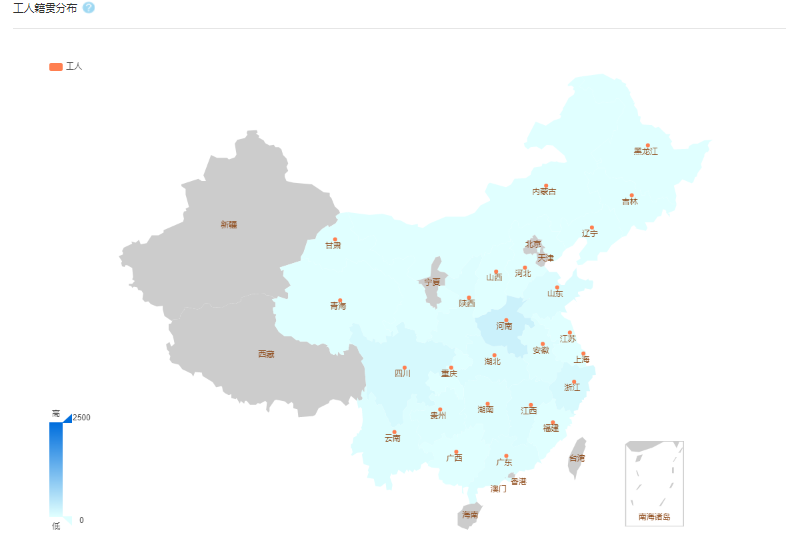 工人籍贯分布 ?
工人
黑龙江
内蒙古
吉林
新疆
辽宁
甘肃
北京
天津
河北
山西
宁夏
山东
陕西
青海
河南
江苏
安徽
西藏
上海
湖北
四川
重庆
浙江
湖南
江西
贵州
高
2500
福建
云南
广西
广东
台湾
香港
澳门
海南
南海诸岛
0
低